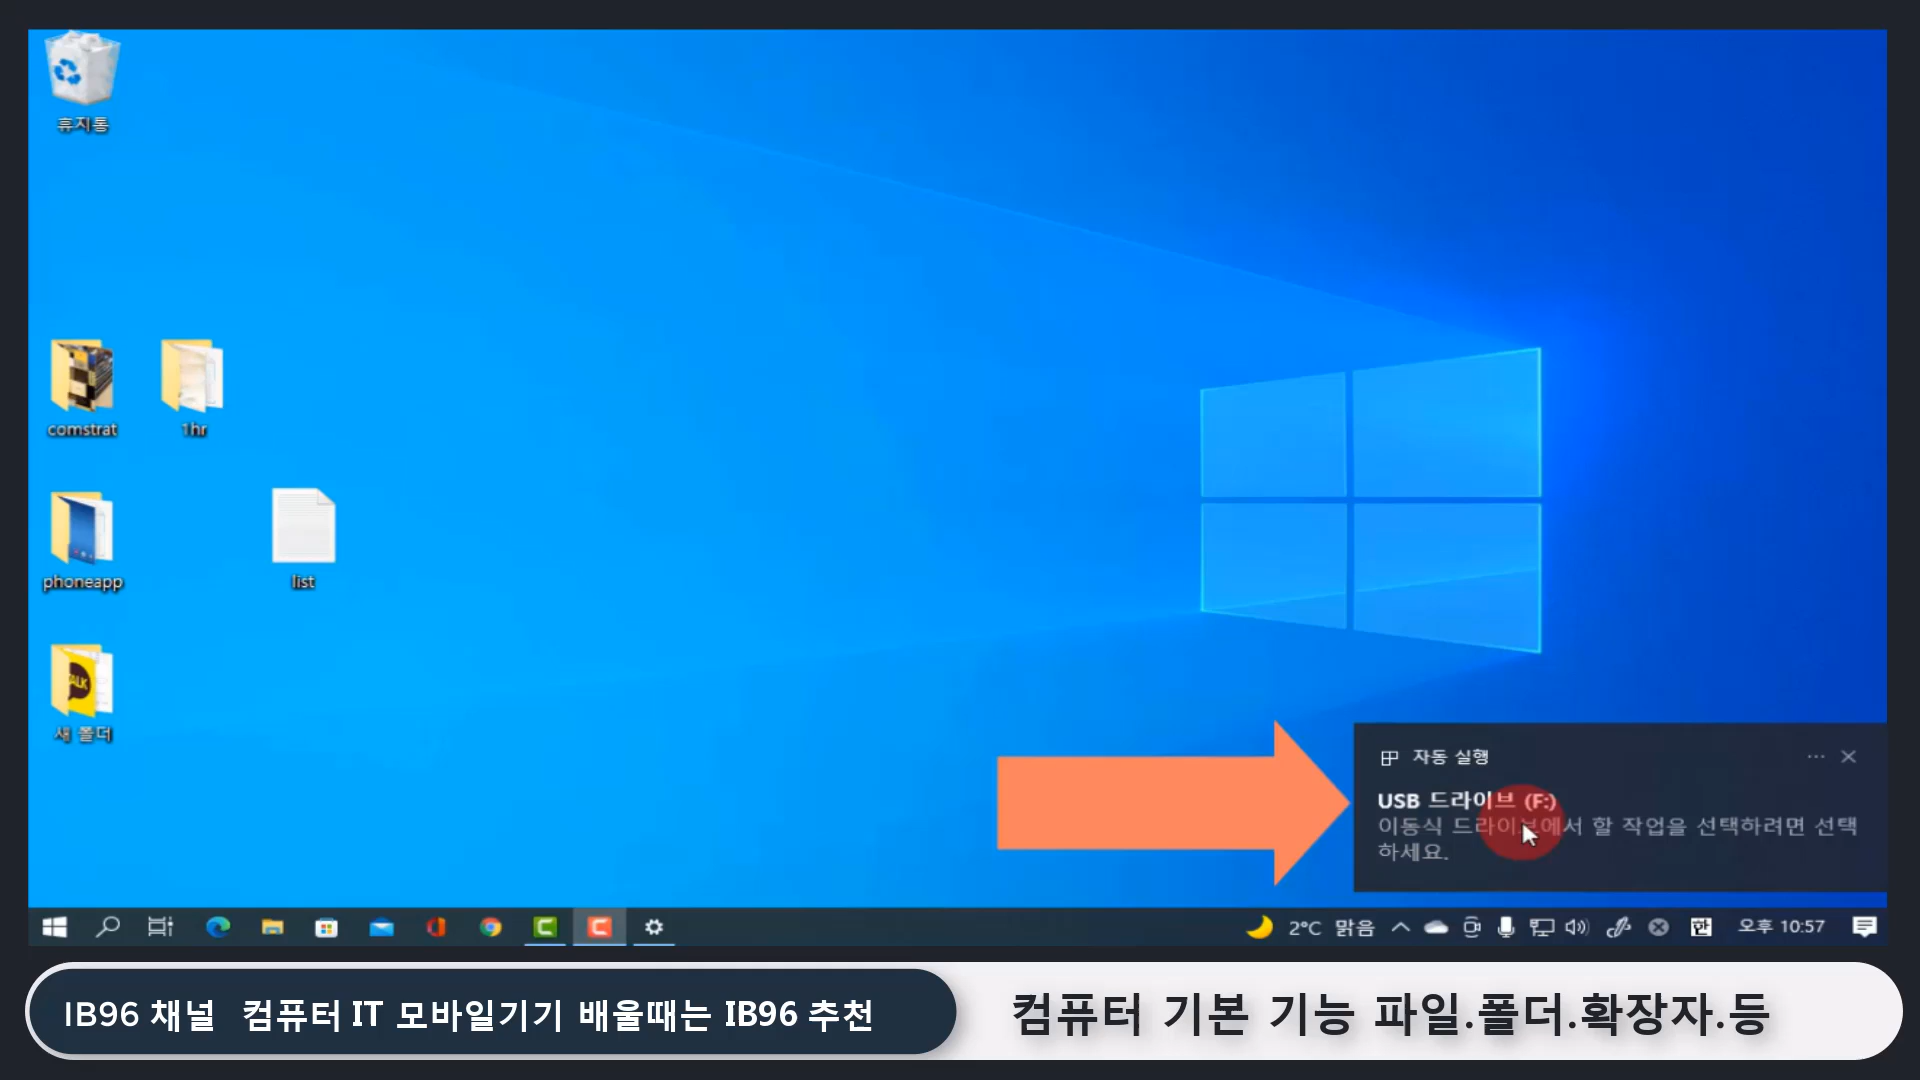 휴지통
comstrat
1hr
phoneapp
list
TALK
새 폴더
자동 실행
USB 드라이브 (F:)
이동식 드라이브에서 할 작업을 선택하려면 선택
하세요.
2°C 맑음
한
오후 10:57
IB96 채널 컴퓨터 IT 모바일기기 배울때는 IB96 추천
컴퓨터 기본 기능 파일.폴더.확장자.등